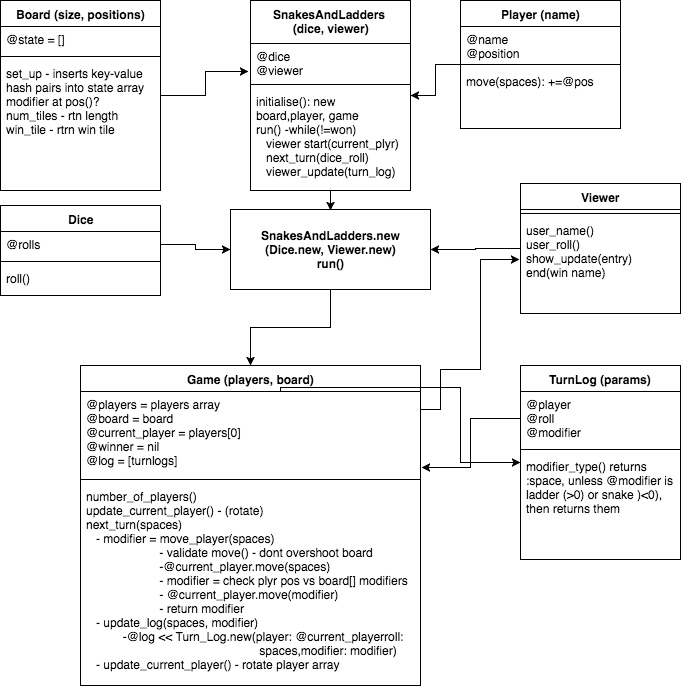 Board (size, positions)
@state = []
set_up - inserts key-value
hash pairs into state array
modifier at pos()?
num_tiles - rtn length
win_tile - rtrn win tile
SnakesAndLadders
(dice, viewer)
@dice
@viewer
initialise(): new
board,player, game
run() -while(!=won)
viewer start(current_plyr)
next_turn(dice_roll)
viewer_update(turn_log)
Player (name)
@name
@position
move(spaces): +=@pos
Dice
@rolls
roll()
SnakesAndLadders.new
(Dice.new, Viewer.new)
run()
Viewer
user_name()
user_roll()
show_update(entry)
end(win name)
Game (players, board)
@players = players array
@board = board
@current_player = players[0]
@winner = nil
@log = [turnlogs]
number_of_players()
update_current_player() - (rotate)
next_turn(spaces)
- modifier = move_player(spaces)
- validate move() - dont overshoot board
-@current_player.move(spaces)
- modifier = check plyr pos vs board[] modifiers
- @current_player.move(modifier)
- return modifier
- update_log(spaces, modifier)
-@log << Turn_Log.new(player: @current_playerroll:
spaces,modifier: modifier)
- update_current_player() - rotate player array
TurnLog (params)
@player
@roll
@modifier
modifier_type() returns
:space, unless @modifier is
ladder (>0) or snake )<0),
then returns them